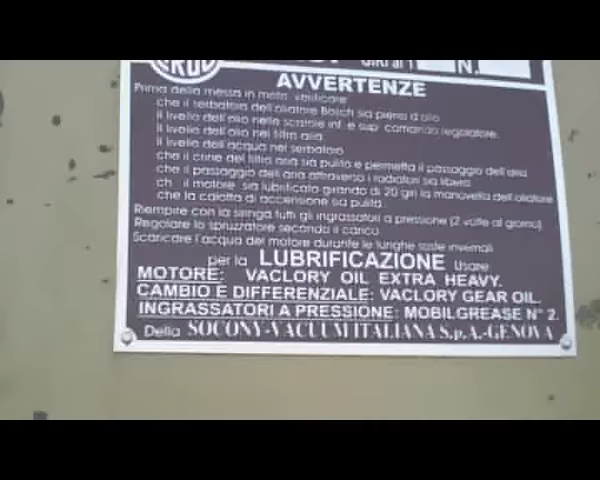 N.
AVVERTENZE
Prima della messa in moto verificare
che il serbatoio dell'oliatore Bosch sia pieno d'olio
il livello dell'olio nelle scatole inf. e sup. comando regolatore.
il livello dell'olio nel filtro aria
il livello dell'acqua nel serbatoio
che il crine del filtro aria sia pulito e permetta il passaggio dell'aria
che il passaggio dell'aria attraverso i radiatori sia libero
ch il motore sia lubrificato girando di 20 giri la manovella dell'oliatore
che la calotta di accensione sia pulita
Riempire con la siringa tutti gli ingrassatori a pressione (2 volte al giorno)
Regolare lo spruzzatore secondo il carico
Scaricare l'acqua del motore durante le lunghe soste invernali
per la LUBRIFICAZIONE Usare
MOTORE: VACLORY OIL EXTRA HEAVY.
CAMBIO E DIFFERENZIALE: VACLORY GEAR OIL.
INGRASSATORI A PRESSIONE: MOBILGREASE N° 2.
Della SOCONY-VACUUM ITALIANA S.p.A.-GENOVA